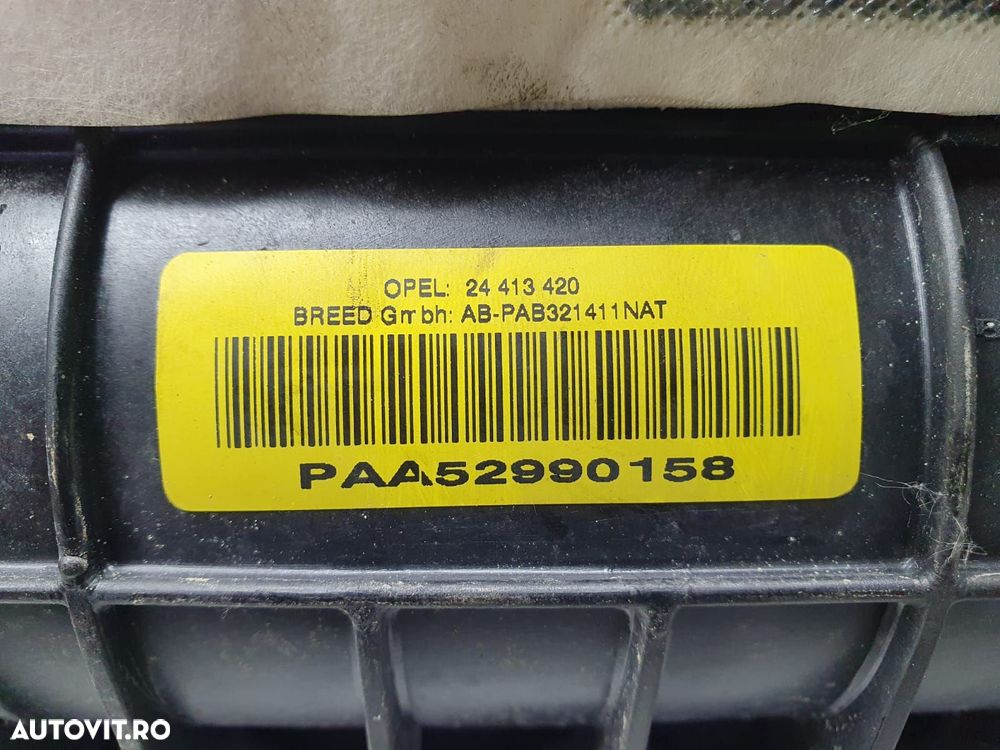 OPEL: 24 413 420
BREED Gmbh: AB-PAB321411NAT
PAA52990158
AUTOVIT.RO